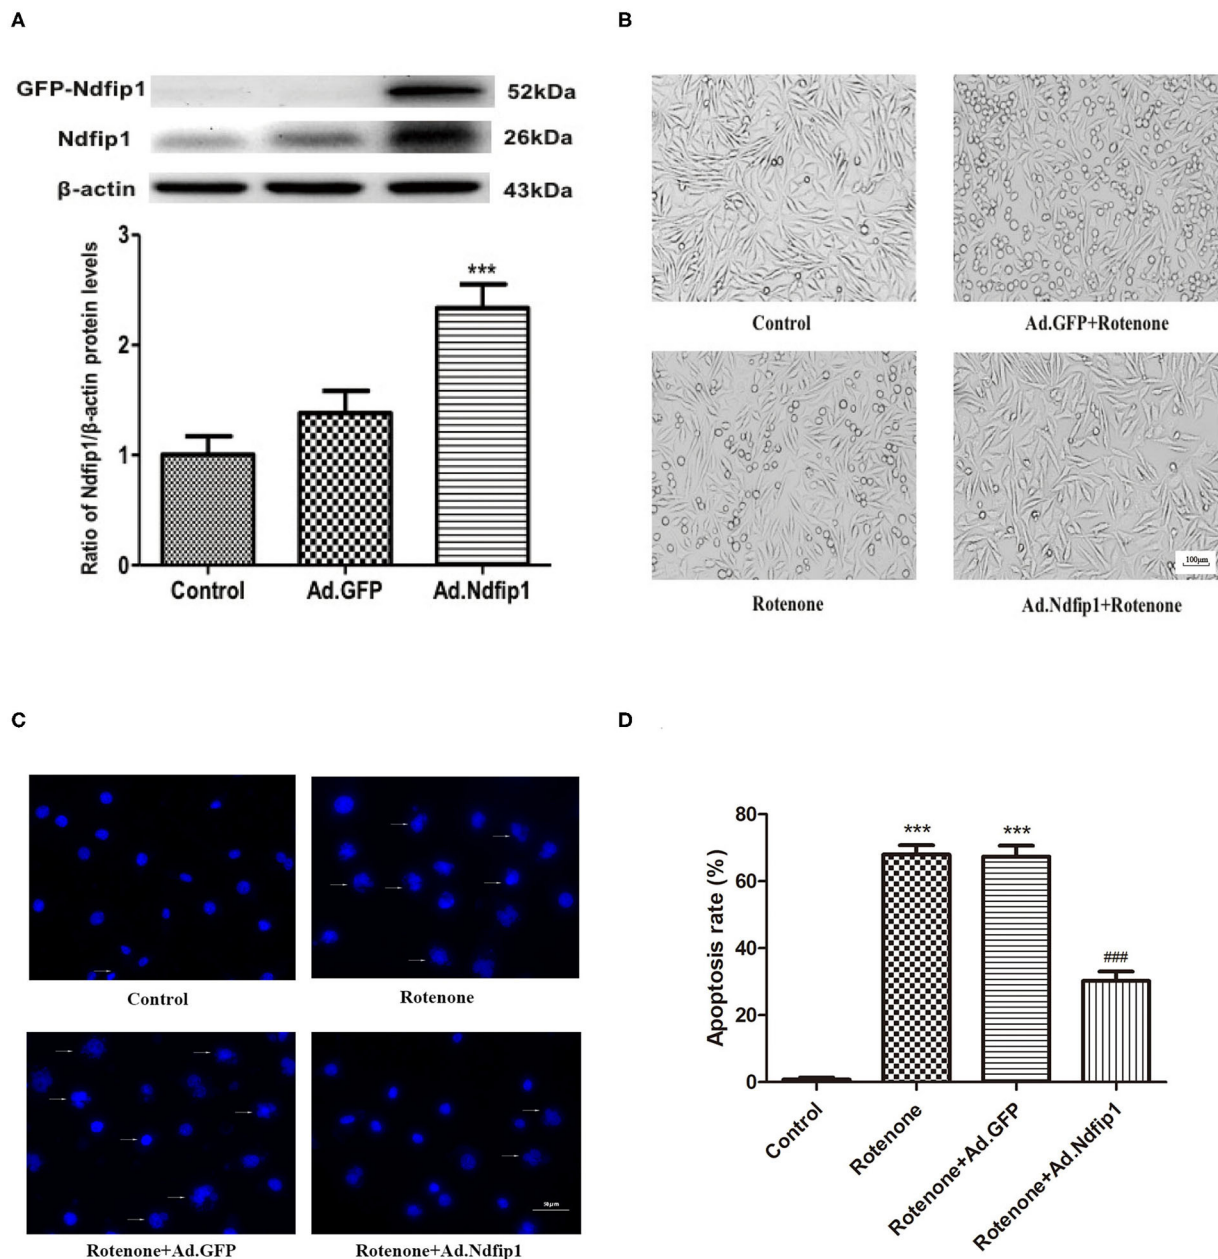 A
GFP-Ndfip1
52kDa
Ndfip1
26kDa
β-actin
43kDa
Ratio of Ndfip1/β-actin protein levels
3
2
1
0
***
Control
Ad.GFP
Ad.Ndfip1
B
Control
Ad.GFP+Rotenone
Rotenone
100μm
Ad.Ndfip1+Rotenone
C
Control
Rotenone
Rotenone+Ad.GFP
50μm
Rotenone+Ad.Ndfip1
D
Apoptosis rate (%)
80
60
40
20
0
***
***
###
Control
Rotenone
Rotenone+Ad.GFP
Rotenone+Ad.Ndfip1